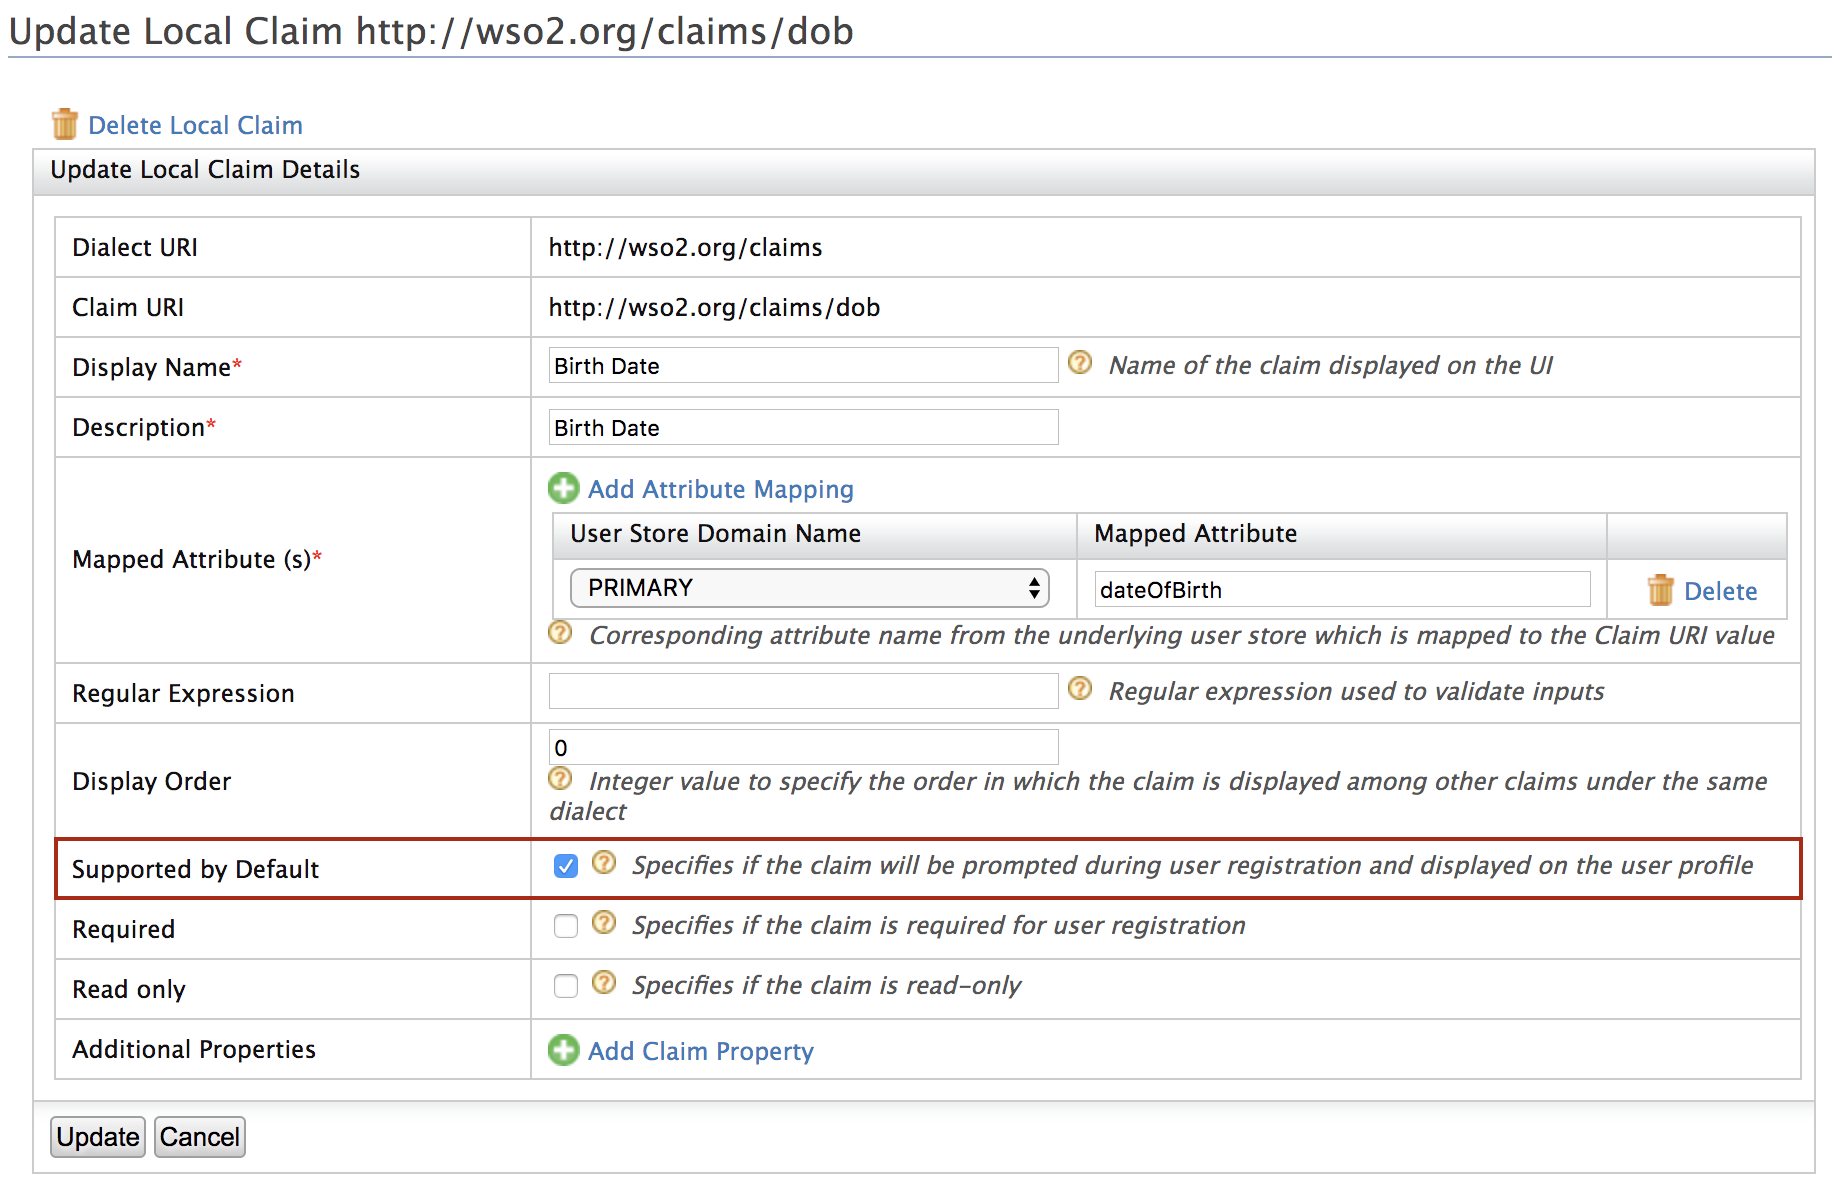 Update Local Claim http://wso2.org/claims/dob
Delete Local Claim
Update Local Claim Details
Dialect URI
http://wso2.org/claims
Claim URI
http://wso2.org/claims/dob
Display Name*
Birth Date
? Name of the claim displayed on the UI
Description*
Birth Date
Mapped Attribute (s)*
Add Attribute Mapping
User Store Domain Name
Mapped Attribute
PRIMARY
dateOfBirth
Delete
? Corresponding attribute name from the underlying user store which is mapped to the Claim URI value
Regular Expression
? Regular expression used to validate inputs
Display Order
0
? Integer value to specify the order in which the claim is displayed among other claims under the same
dialect
Supported by Default
? Specifies if the claim will be prompted during user registration and displayed on the user profile
Required
? Specifies if the claim is required for user registration
Read only
? Specifies if the claim is read-only
Additional Properties
Add Claim Property
Update
Cancel